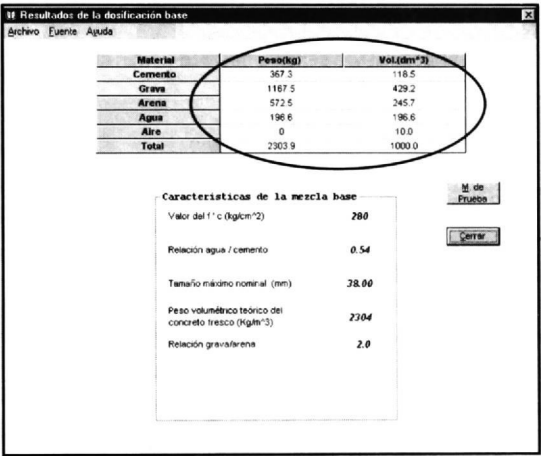 Resultados de la dosificación base
Archivo Fuente Ayuda
Material Peso(kg) Vol.(dm^3)
Cemento 367.3 118.5
Grava 1167.5 429.2
Arena 572.5 245.7
Agua 196.6 196.6
Aire 0 10.0
Total 2303.9 1000.0
Características de la mezcla base
Valor del f ' c (kg/cm^2) 280
Relación agua / cemento 0.54
Tamaño máximo nominal (mm) 38.00
Peso volumétrico teórico del
concreto fresco (Kg/m^3) 2304
Relación grava/arena 2.0
M. de
Prueba
Cerrar